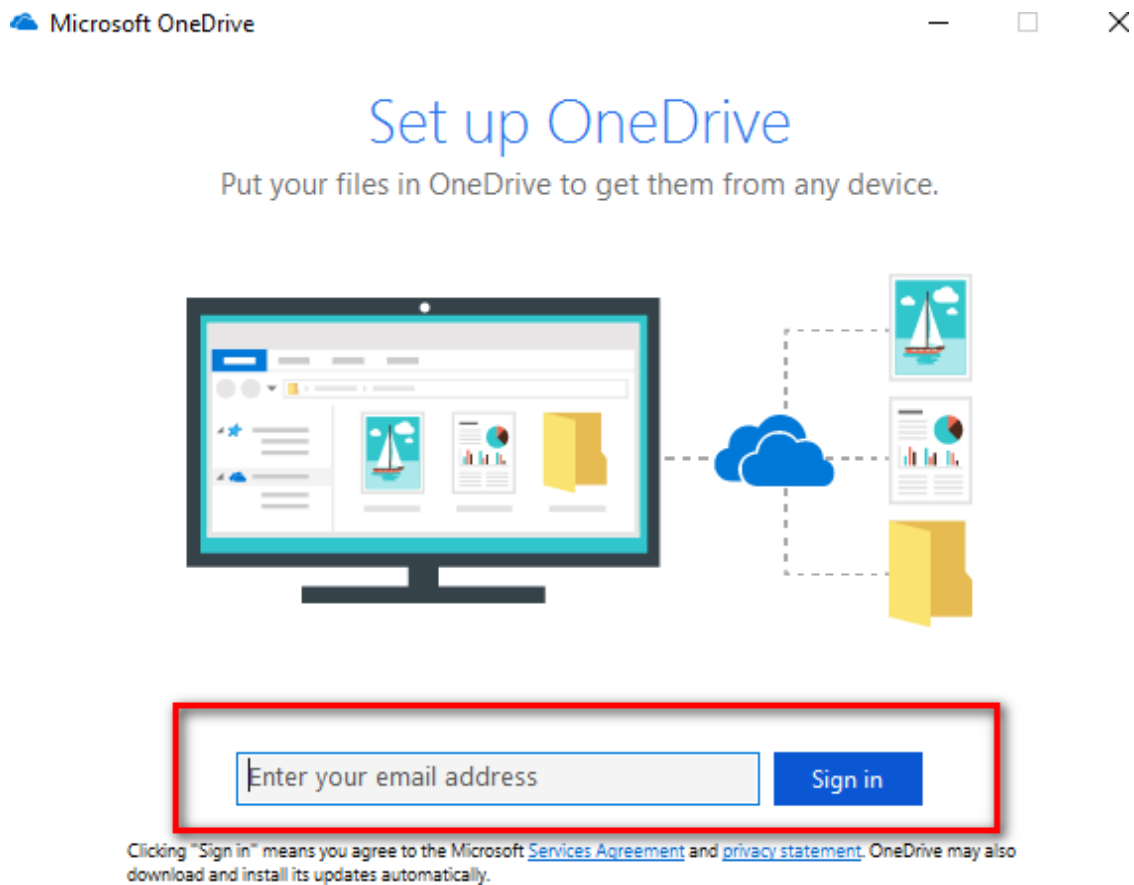 Microsoft OneDrive
Set up OneDrive
Put your files in OneDrive to get them from any device.
Enter your email address
Sign in
Clicking "Sign in" means you agree to the Microsoft Services Agreement and privacy statement. OneDrive may also
download and install its updates automatically.